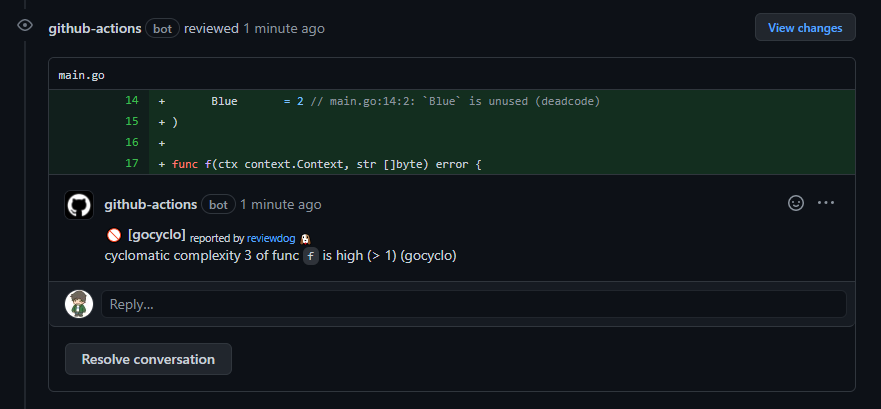 github-actions bot reviewed 1 minute ago
View changes
main.go
14 + Blue = 2 // main.go:14:2: `Blue` is unused (deadcode)
15 + )
16 +
17 + func f(ctx context.Context, str []byte) error {
github-actions bot 1 minute ago
[gocyclo] reported by reviewdog
cyclomatic complexity 3 of func f is high (> 1) (gocyclo)
Reply...
Resolve conversation